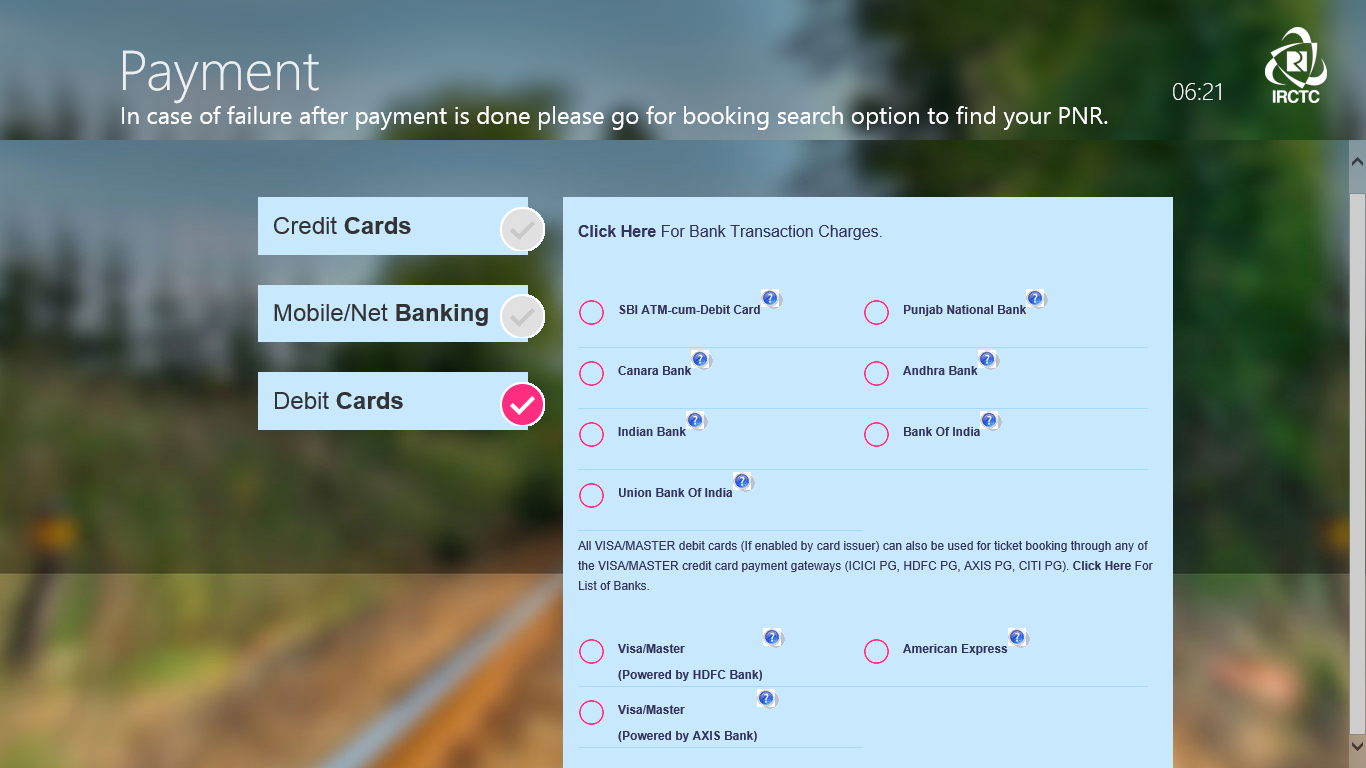 Payment
In case of failure after payment is done please go for booking search option to find your PNR.
06:21
IRCTC
Credit Cards
Mobile/Net Banking
Debit Cards
Click Here For Bank Transaction Charges.
SBI ATM-cum-Debit Card ?
Punjab National Bank ?
Canara Bank ?
Andhra Bank ?
Indian Bank ?
Bank Of India ?
Union Bank Of India ?
All VISA/MASTER debit cards (If enabled by card issuer) can also be used for ticket booking through any of
the VISA/MASTER credit card payment gateways (ICICI PG, HDFC PG, AXIS PG, CITI PG). Click Here For
List of Banks.
Visa/Master ?
(Powered by HDFC Bank)
American Express ?
Visa/Master ?
(Powered by AXIS Bank)